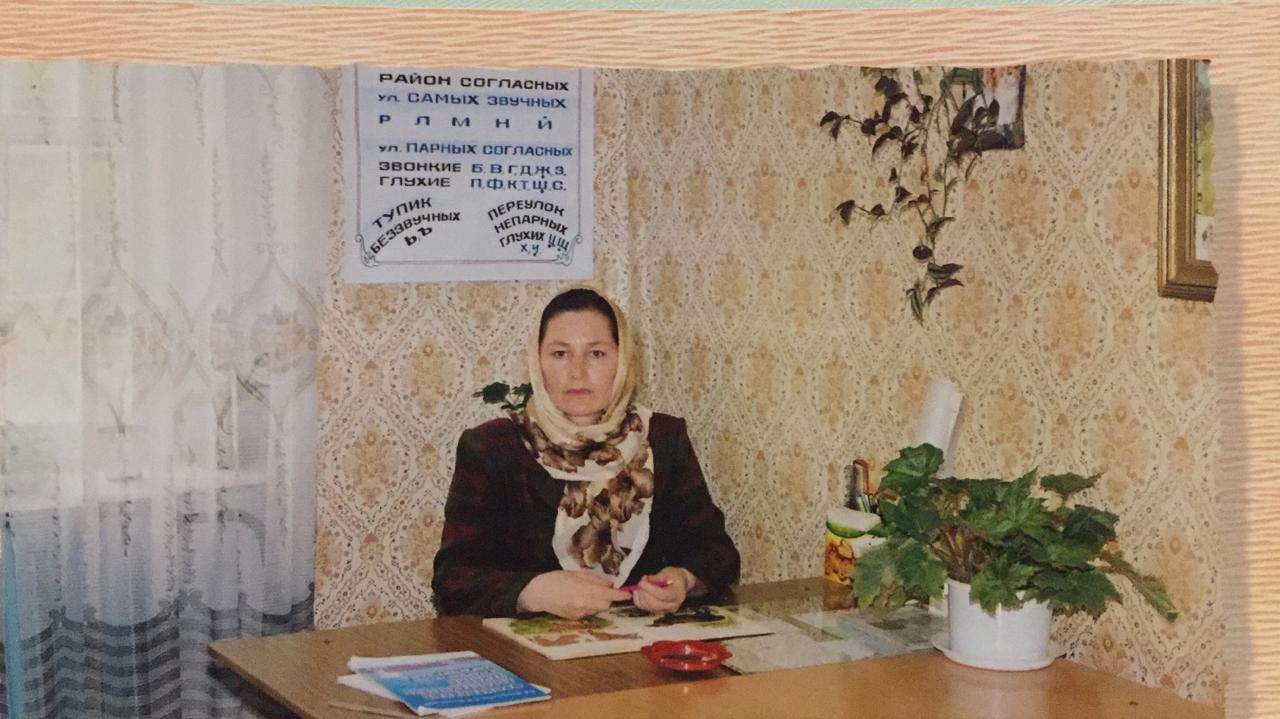 РАЙОН СОГЛАСНЫХ
УЛ. САМЫХ ЗВУЧНЫХ
Р Л М Н Й
УЛ. ПАРНЫХ СОГЛАСНЫХ
ЗВОНКИЕ Б, В, Г, Д, Ж, З,
ГЛУХИЕ П, Ф, К, Т, Ш, С.
ТУПИК
БЕЗЗВУЧНЫХ
Ь, Ъ
ПЕРЕУЛОК
НЕПАРНЫХ
ГЛУХИХ Ц, Щ
Х, Ч